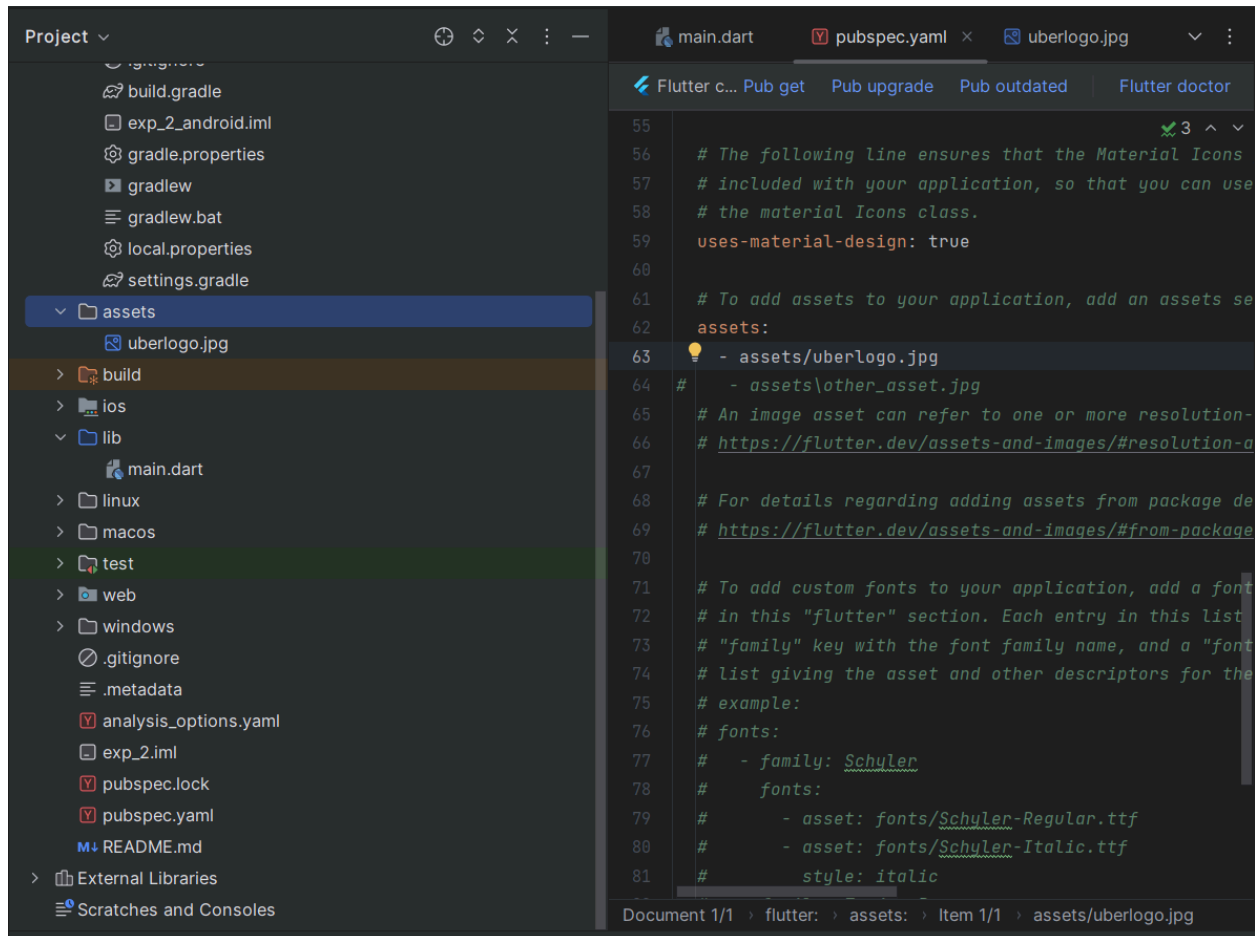 Project
build.gradle
exp_2_android.iml
gradle.properties
gradlew
gradlew.bat
local.properties
settings.gradle
assets
uberlogo.jpg
build
ios
lib
main.dart
linux
macos
test
web
windows
.gitignore
.metadata
analysis_options.yaml
exp_2.iml
pubspec.lock
pubspec.yaml
README.md
External Libraries
Scratches and Consoles
main.dart
pubspec.yaml
uberlogo.jpg
Flutter c... Pub get Pub upgrade Pub outdated Flutter doctor
3
55
56 # The following line ensures that the Material Icons
57 # included with your application, so that you can use
58 # the material Icons class.
59 uses-material-design: true
60
61 # To add assets to your application, add an assets se
62 assets:
63 - assets/uberlogo.jpg
64 # - assets\other_asset.jpg
65 # An image asset can refer to one or more resolution-
66 # https://flutter.dev/assets-and-images/#resolution-a
67
68 # For details regarding adding assets from package de
69 # https://flutter.dev/assets-and-images/#from-package
70
71 # To add custom fonts to your application, add a font
72 # in this "flutter" section. Each entry in this list
73 # "family" key with the font family name, and a "font
74 # list giving the asset and other descriptors for the
75 # example:
76 # fonts:
77 # - family: Schyler
78 # fonts:
79 # - asset: fonts/Schyler-Regular.ttf
80 # - asset: fonts/Schyler-Italic.ttf
81 # style: italic
Document 1/1 › flutter: › assets: › Item 1/1 › assets/uberlogo.jpg